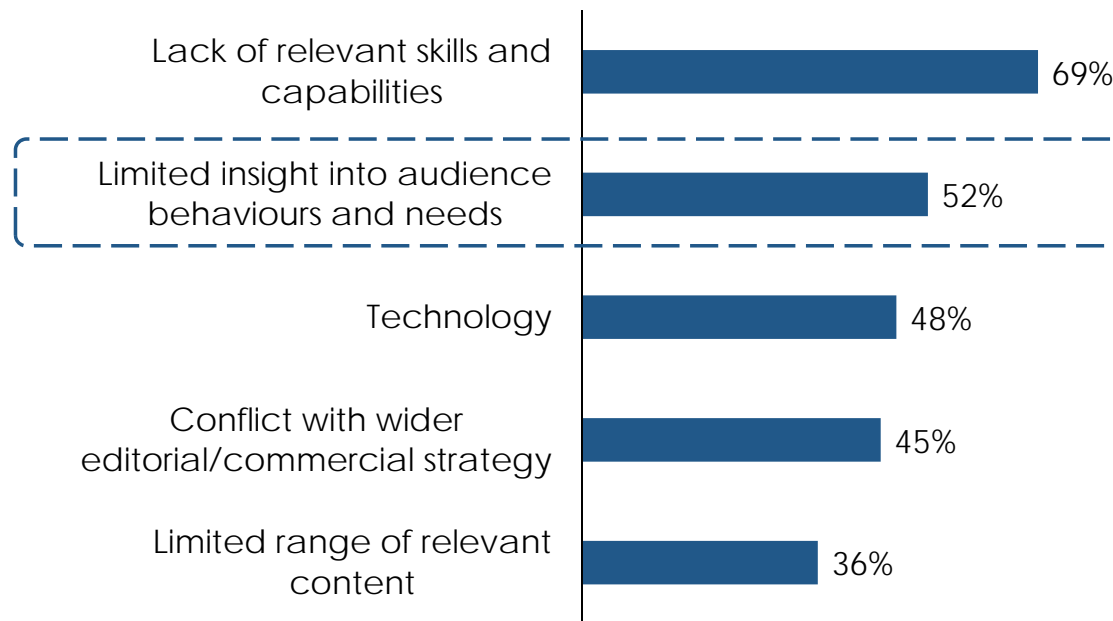 Lack of relevant skills and
capabilities
69%
Limited insight into audience
behaviours and needs
52%
Technology
48%
Conflict with wider
editorial/commercial strategy
45%
Limited range of relevant
content
36%